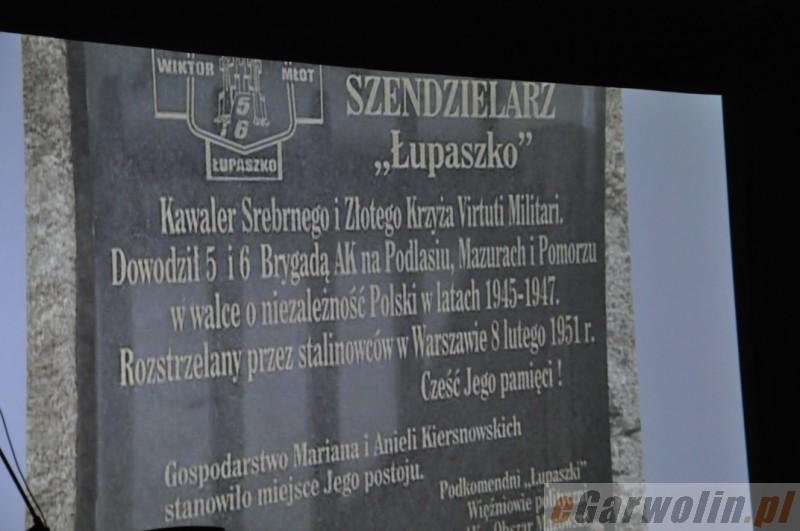 WIKTOR MŁOT
5
i 6
ŁUPASZKO
SZENDZIELARZ
„Łupaszko”
Kawaler Srebrnego i Złotego Krzyża Virtuti Militari.
Dowodził 5 i 6 Brygadą AK na Podlasiu, Mazurach i Pomorzu
w walce o niezależność Polski w latach 1945-1947.
Rozstrzelany przez stalinowców w Warszawie 8 lutego 1951 r.
Cześć Jego pamięci !
Gospodarstwo Mariana i Anieli Kiersnowskich
stanowiło miejsce Jego postoju.
Podkomendni „Łupaszki”
Więźniowie
Obszar
eGarwolin.pl